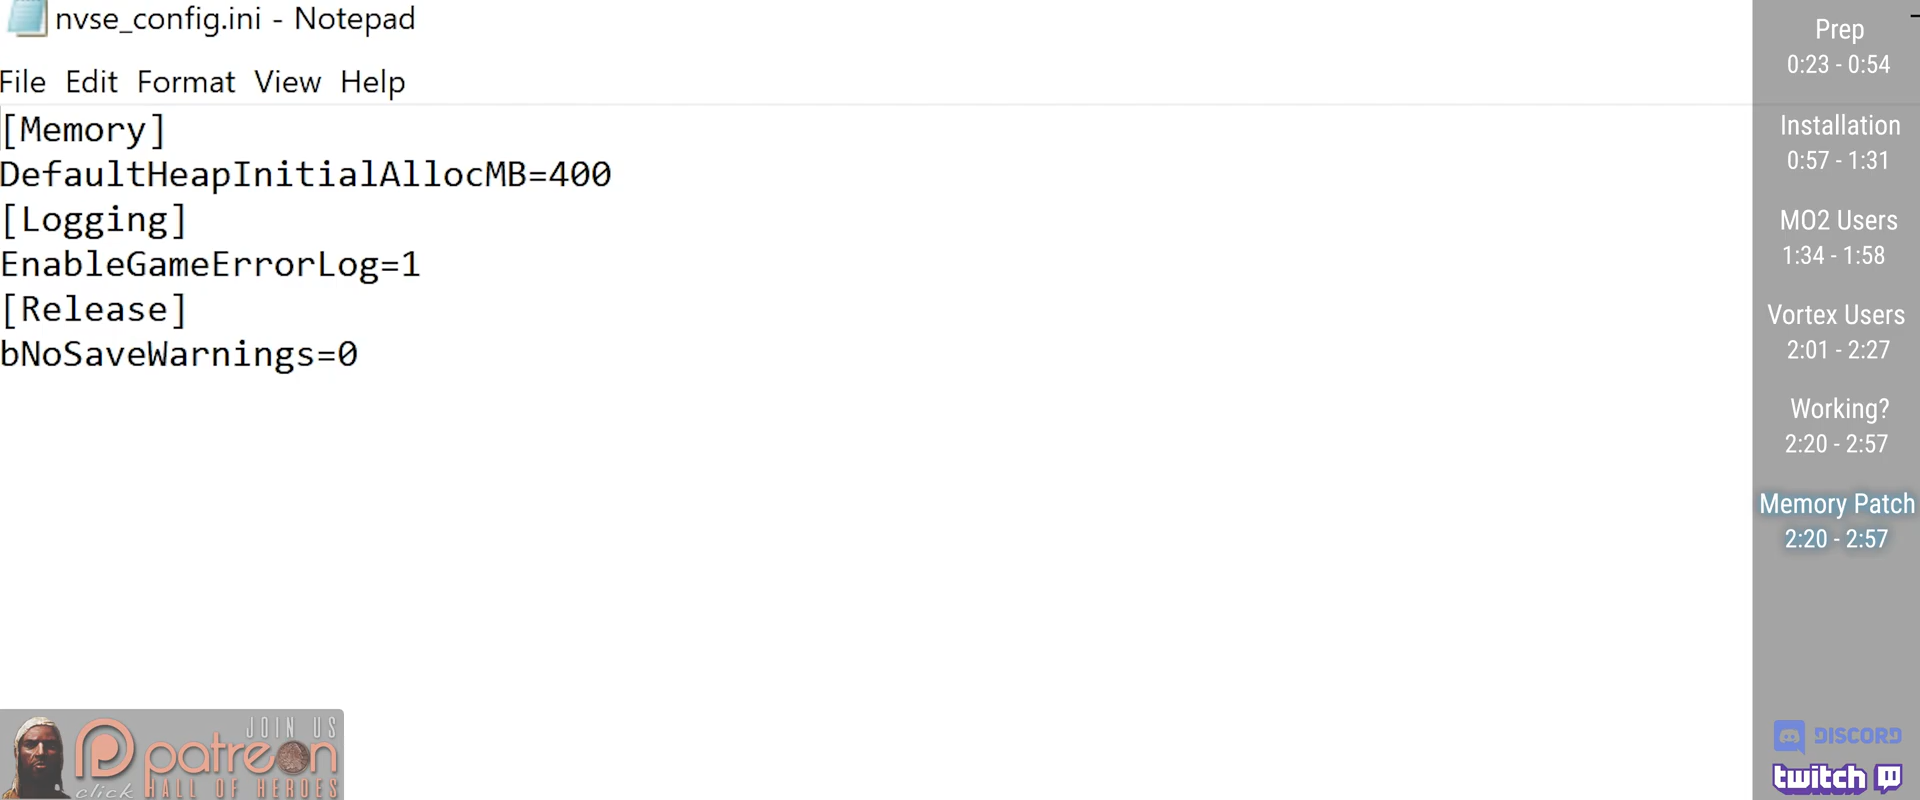 nvse_config.ini - Notepad
File Edit Format View Help
[Memory]
DefaultHeapInitialAllocMB=400
[Logging]
EnableGameErrorLog=1
[Release]
bNoSaveWarnings=0
Prep
0:23 - 0:54
Installation
0:57 - 1:31
MO2 Users
1:34 - 1:58
Vortex Users
2:01 - 2:27
Working?
2:20 - 2:57
Memory Patch
2:20 - 2:57
JOIN US
patreon
click HALL OF HEROES
DISCORD
twitch